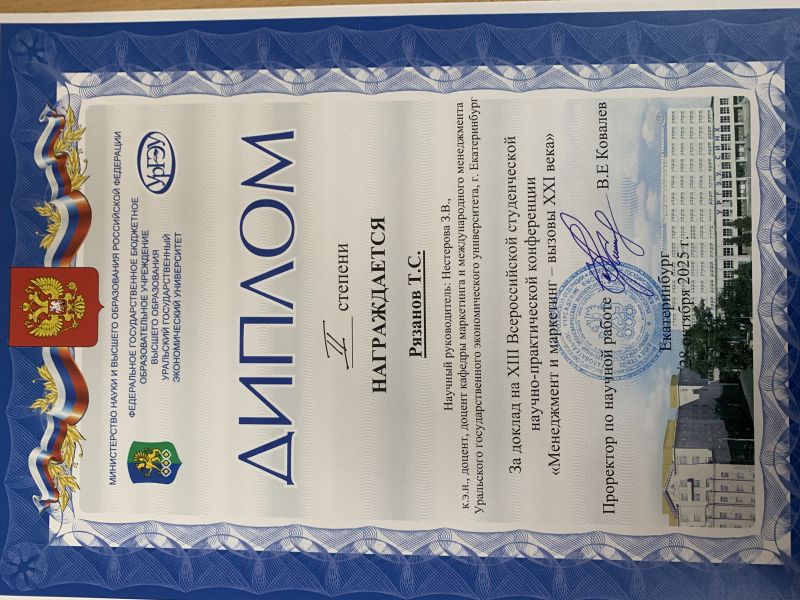 МИНИСТЕРСТВО НАУКИ И ВЫСШЕГО ОБРАЗОВАНИЯ РОССИЙСКОЙ ФЕДЕРАЦИИ
ФЕДЕРАЛЬНОЕ ГОСУДАРСТВЕННОЕ БЮДЖЕТНОЕ
ОБРАЗОВАТЕЛЬНОЕ УЧРЕЖДЕНИЕ
ВЫСШЕГО ОБРАЗОВАНИЯ
УРАЛЬСКИЙ ГОСУДАРСТВЕННЫЙ
ЭКОНОМИЧЕСКИЙ УНИВЕРСИТЕТ
УрГЭУ
ДИПЛОМ
II степени
НАГРАЖДАЕТСЯ
Рязанов Т.С.
Научный руководитель: Нестерова З.В,
к.э.н., доцент, доцент кафедры маркетинга и международного менеджмента
Уральского государственного экономического университета, г. Екатеринбург
За доклад на XIII Всероссийской студенческой
научно-практической конференции
«Менеджмент и маркетинг – вызовы XXI века»
Проректор по научной работе В.Е Ковалев
Екатеринбург
28 октября 2025 г.